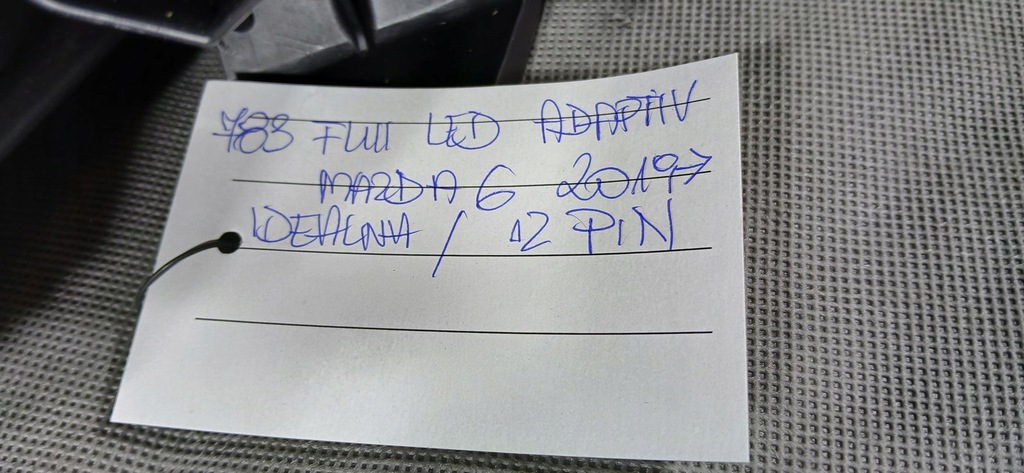 783 FULL LED ADAPTIV
MAZDA 6 2019→
IDEALNA / 12 PIN